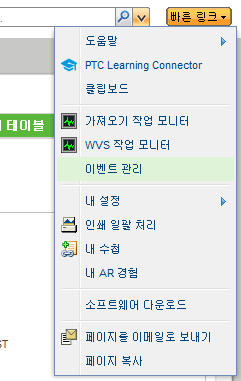 빠른 링크
도움말
PTC Learning Connector
클립보드
테이블
가져오기 작업 모니터
WVS 작업 모니터
이벤트 관리
내 설정
인쇄 일괄 처리
내 수첩
내 AR 경험
소프트웨어 다운로드
페이지를 이메일로 보내기
ST
페이지 복사